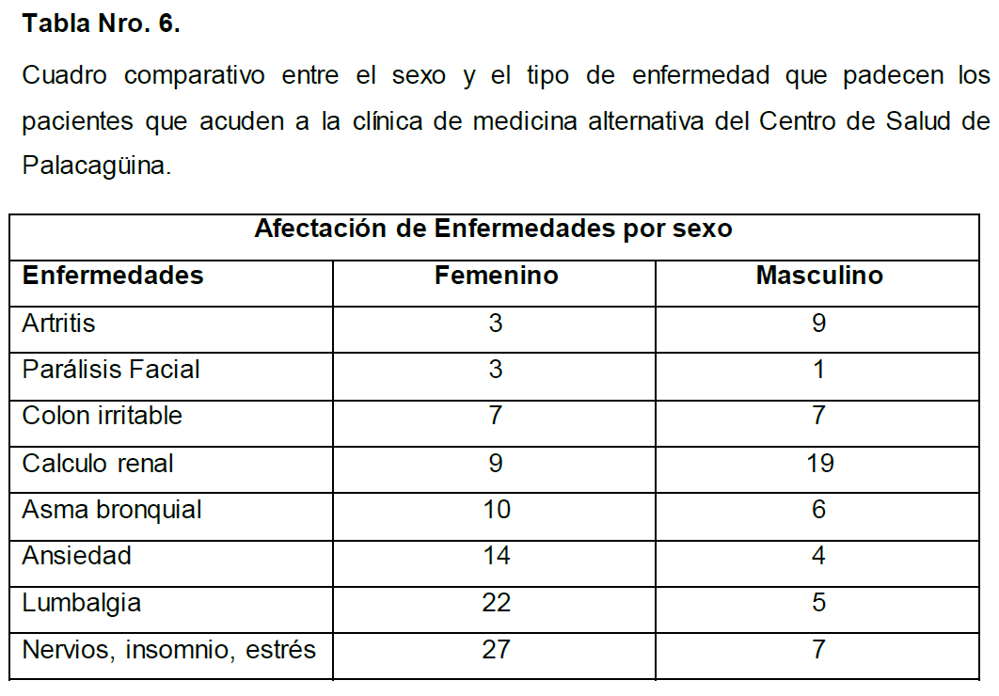 Tabla Nro. 6.
Cuadro comparativo entre el sexo y el tipo de enfermedad que padecen los
pacientes que acuden a la clínica de medicina alternativa del Centro de Salud de
Palacagüina.
Afectación de Enfermedades por sexo
Enfermedades Femenino Masculino
Artritis 3 9
Parálisis Facial 3 1
Colon irritable 7 7
Calculo renal 9 19
Asma bronquial 10 6
Ansiedad 14 4
Lumbalgia 22 5
Nervios, insomnio, estrés 27 7